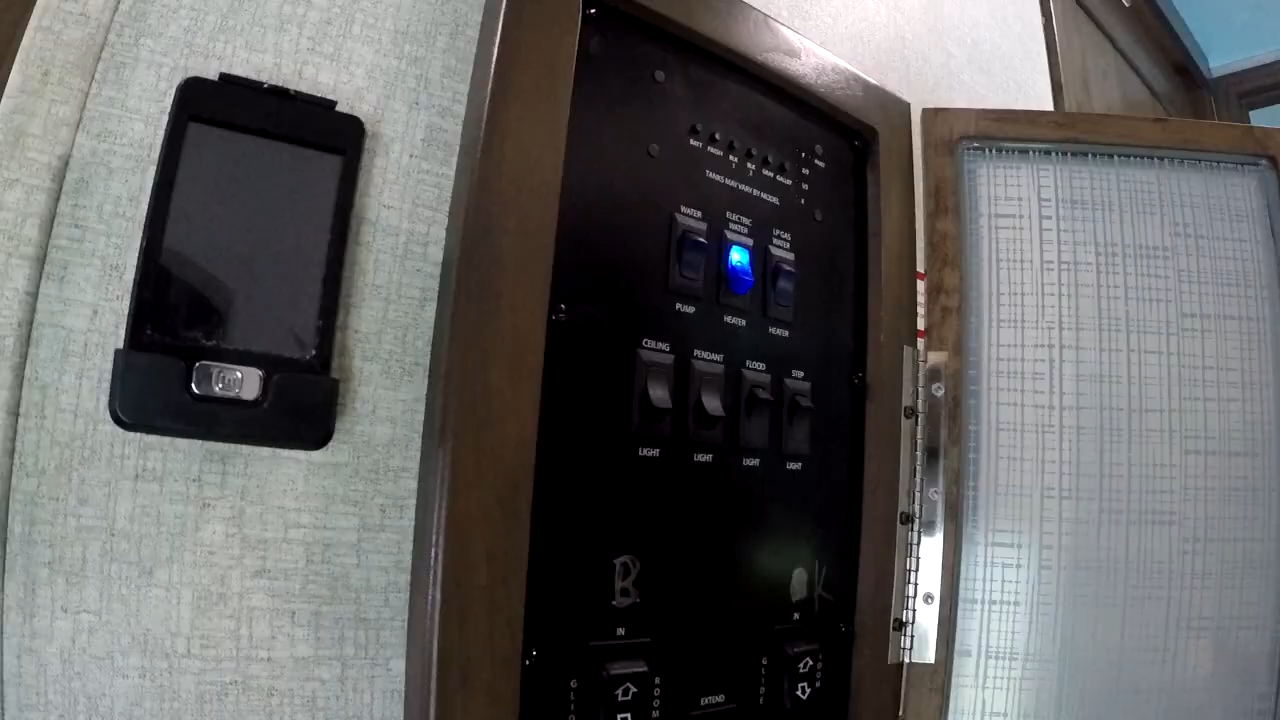 BATT FRESH BLK 1 BLK 2 GRAY GALLEY
TANKS MAY VARY BY MODEL
WATER
PUMP
ELECTRIC
WATER
HEATER
LP GAS
WATER
HEATER
CEILING
LIGHT
PENDANT
LIGHT
FLOOD
LIGHT
STEP
LIGHT
B
OK
IN
IN
ROOM
EXTEND
GLIDE
ROOM